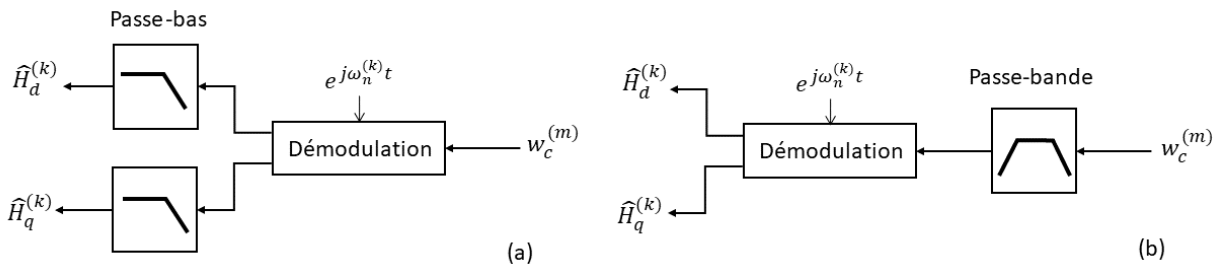 Passe-bas
Ĥ_d^(k)
e^{jω_n^(k) t}
Démodulation
w_c^(m)
Ĥ_q^(k)
(a)
Ĥ_d^(k)
e^{jω_n^(k) t}
Passe-bande
Démodulation
w_c^(m)
Ĥ_q^(k)
(b)